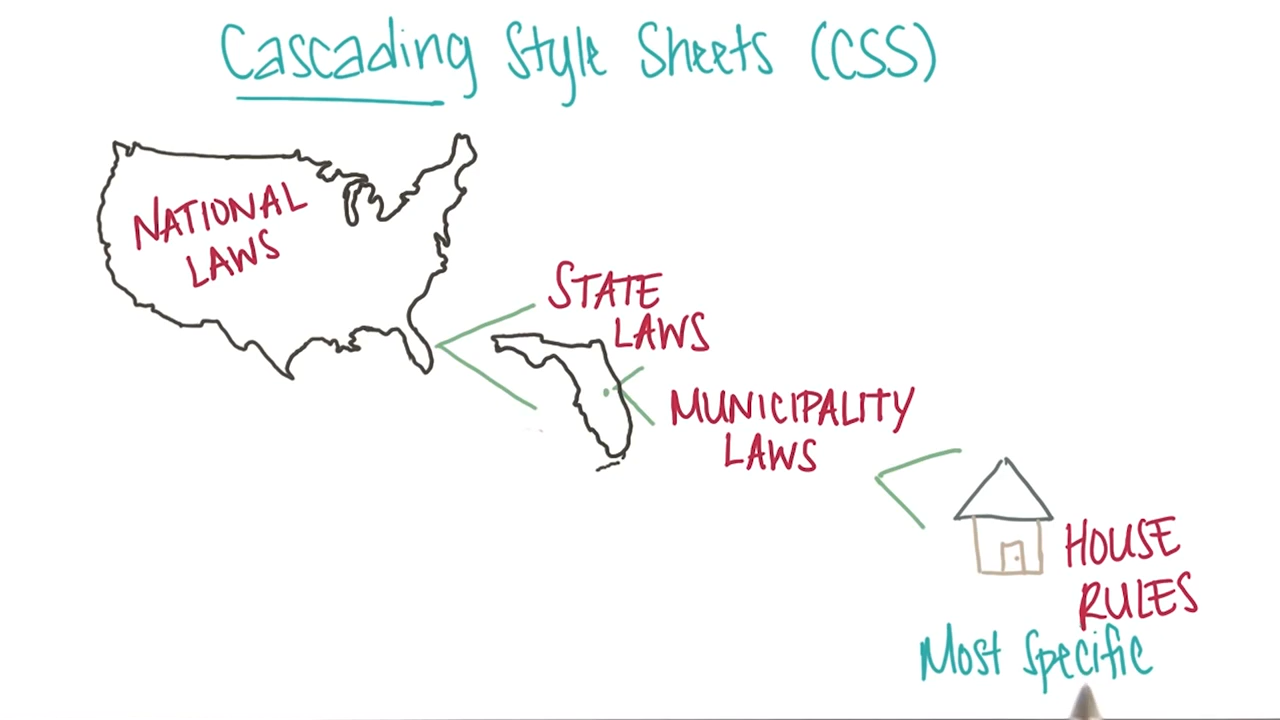 Cascading Style Sheets (CSS)
NATIONAL
LAWS
STATE
LAWS
MUNICIPALITY
LAWS
HOUSE
RULES
Most Specific